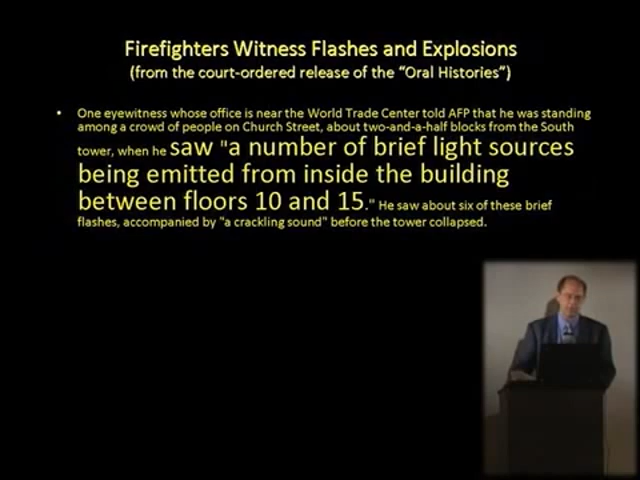 Firefighters Witness Flashes and Explosions
(from the court-ordered release of the “Oral Histories”)
• One eyewitness whose office is near the World Trade Center told AFP that he was standing
among a crowd of people on Church Street, about two-and-a-half blocks from the South
tower, when he saw "a number of brief light sources
being emitted from inside the building
between floors 10 and 15." He saw about six of these brief
flashes, accompanied by "a crackling sound" before the tower collapsed.